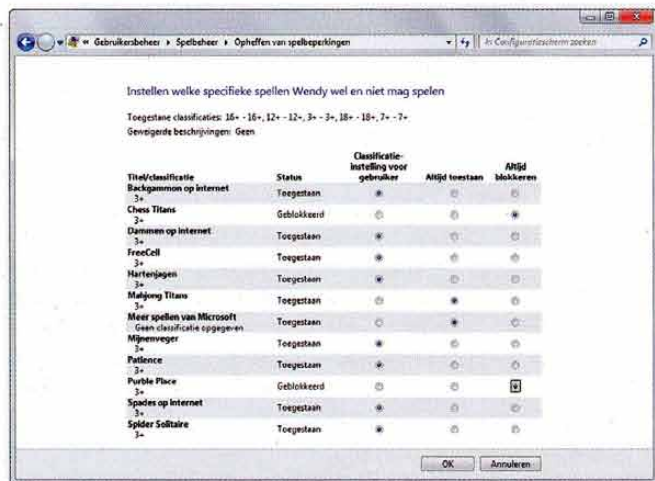 « Gebruikersbeheer ▸ Spelbeheer ▸ Opheffen van spelbeperkingen
In Configuratiescherm zoeken
Instellen welke specifieke spellen Wendy wel en niet mag spelen
Toegestane classificaties: 16+ - 16+, 12+ - 12+, 3+ - 3+, 18+ - 18+, 7+ - 7+
Geweigerde beschrijvingen: Geen
Titel/classificatie Status Classificatie-
instelling voor
gebruiker Altijd toestaan Altijd
blokkeren
Backgammon op internet
3+ Toegestaan
Chess Titans
3+ Geblokkeerd
Dammen op internet
3+ Toegestaan
FreeCell
3+ Toegestaan
Hartenjagen
3+ Toegestaan
Mahjong Titans
3+ Toegestaan
Meer spellen van Microsoft
Geen classificatie opgegeven Toegestaan
Mijnenveger
3+ Toegestaan
Patience
3+ Toegestaan
Purble Place
3+ Geblokkeerd
Spades op internet
3+ Toegestaan
Spider Solitaire
3+ Toegestaan
OK Annuleren